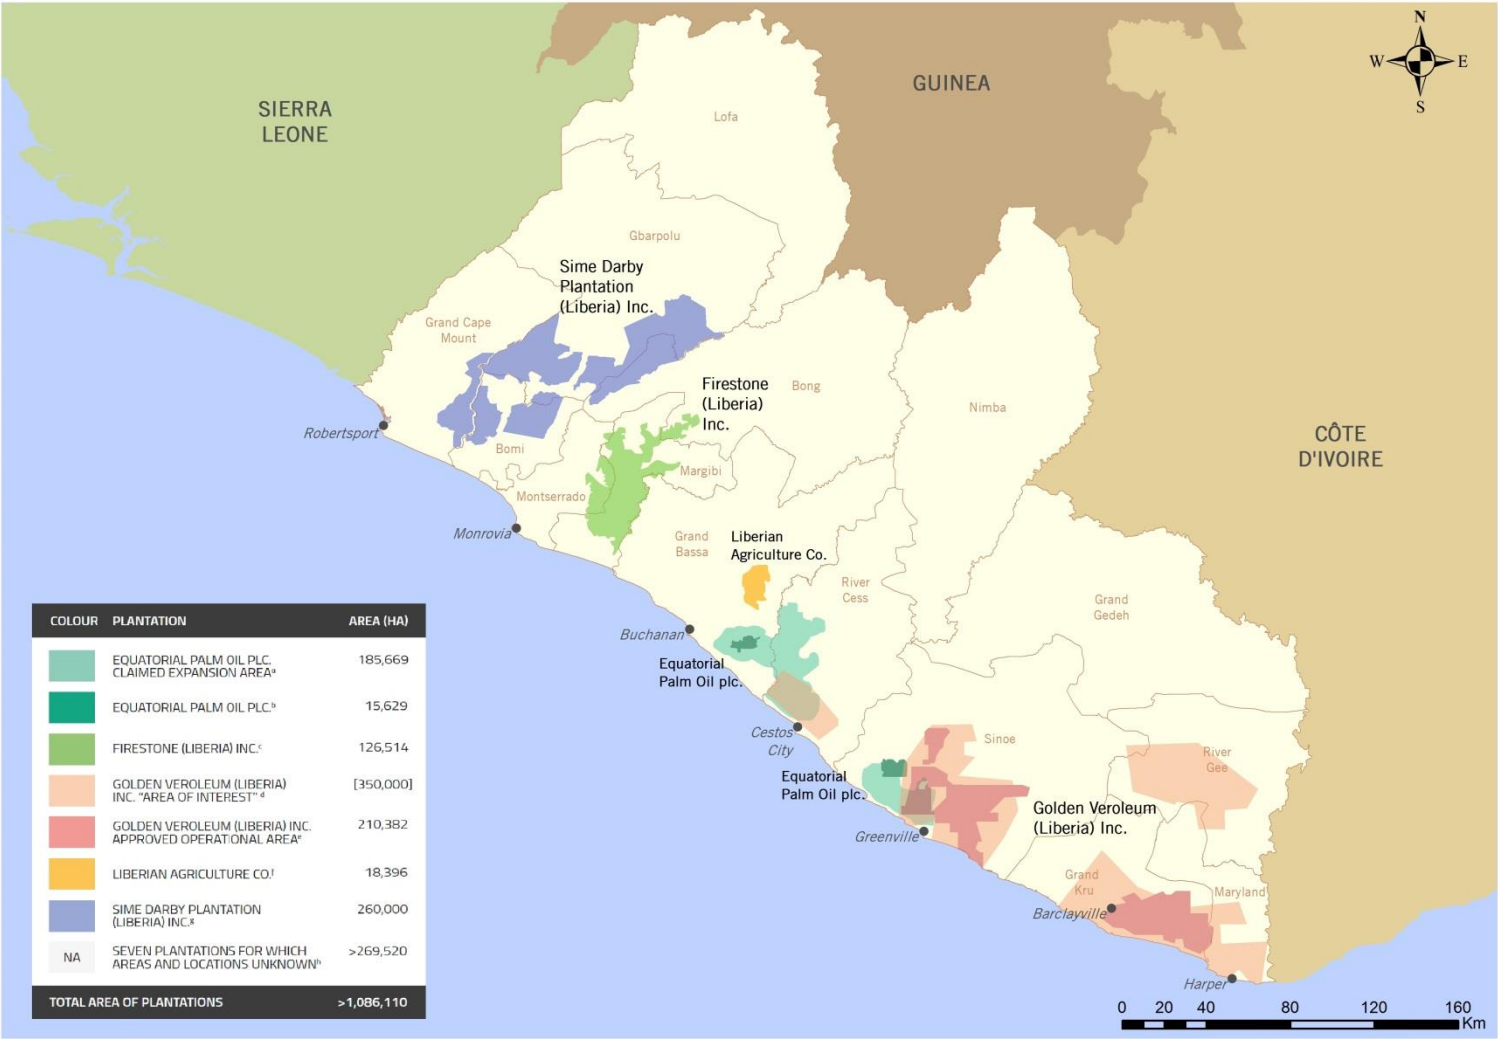 N
W
E
S
SIERRA
LEONE
GUINEA
CÔTE
D'IVOIRE
Lofa
Gbarpolu
Sime Darby
Plantation
(Liberia) Inc.
Grand Cape
Mount
Firestone
(Liberia)
Inc.
Bong
Nimba
Robertsport
Bomi
Margibi
Montserrado
Monrovia
Grand
Bassa
Liberian
Agriculture Co.
River
Cess
Grand
Gedeh
Buchanan
Equatorial
Palm Oil plc.
Cestos
City
Sinoe
River
Gee
Equatorial
Palm Oil plc.
Golden Veroleum
(Liberia) Inc.
Greenville
Grand
Kru
Maryland
Barclayville
Harper
COLOUR PLANTATION AREA (HA)
EQUATORIAL PALM OIL PLC. 185,669
CLAIMED EXPANSION AREAᵃ
EQUATORIAL PALM OIL PLC.ᵇ 15,629
FIRESTONE (LIBERIA) INC.ᶜ 126,514
GOLDEN VEROLEUM (LIBERIA) [350,000]
INC. "AREA OF INTEREST" ᵈ
GOLDEN VEROLEUM (LIBERIA) INC. 210,382
APPROVED OPERATIONAL AREAᵉ
LIBERIAN AGRICULTURE CO.ᶠ 18,396
SIME DARBY PLANTATION 260,000
(LIBERIA) INC.ᵍ
NA SEVEN PLANTATIONS FOR WHICH >269,520
AREAS AND LOCATIONS UNKNOWNʰ
TOTAL AREA OF PLANTATIONS >1,086,110
0 20 40 80 120 160
Km